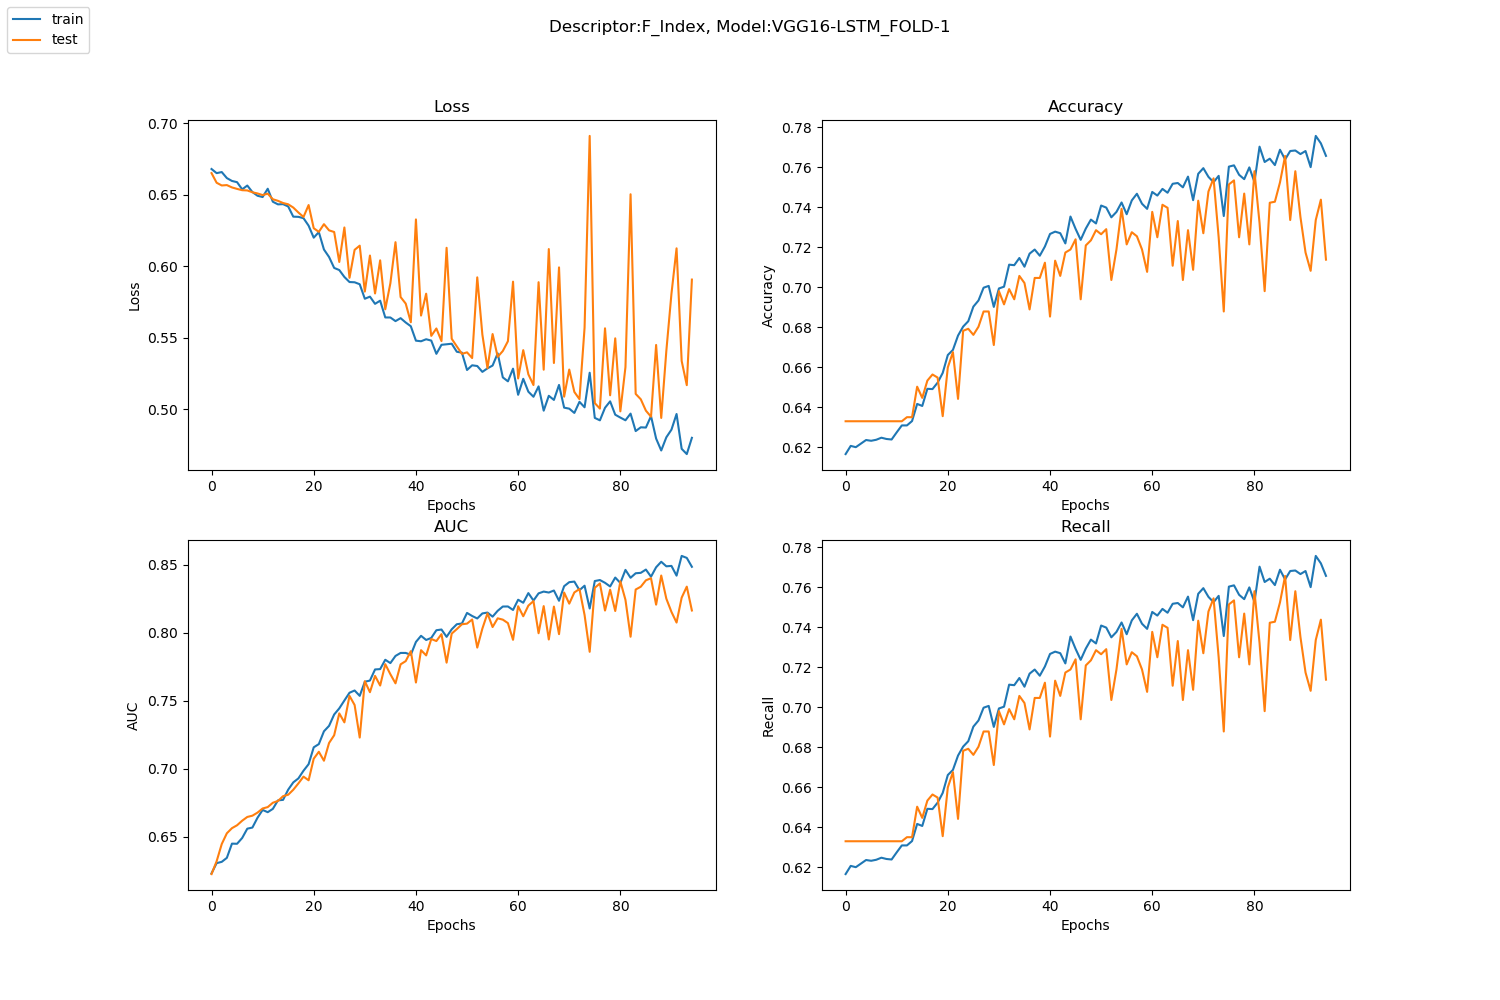 train
test
Descriptor:F_Index, Model:VGG16-LSTM_FOLD-1
Loss
0.70
0.65
0.60
0.55
0.50
Loss
0 20 40 60 80
Epochs
Accuracy
0.78
0.76
0.74
0.72
0.70
0.68
0.66
0.64
0.62
Accuracy
0 20 40 60 80
Epochs
AUC
0.85
0.80
0.75
0.70
0.65
AUC
0 20 40 60 80
Epochs
Recall
0.78
0.76
0.74
0.72
0.70
0.68
0.66
0.64
0.62
Recall
0 20 40 60 80
Epochs